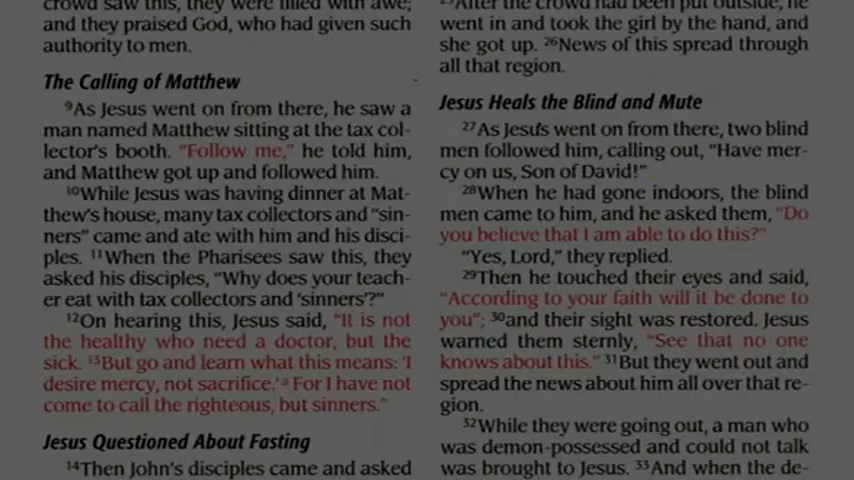 crowd saw this, they were filled with awe;
and they praised God, who had given such
authority to men.
The Calling of Matthew
⁹As Jesus went on from there, he saw a
man named Matthew sitting at the tax col-
lector's booth. "Follow me," he told him,
and Matthew got up and followed him.
¹⁰While Jesus was having dinner at Mat-
thew's house, many tax collectors and "sin-
ners" came and ate with him and his disci-
ples. ¹¹When the Pharisees saw this, they
asked his disciples, "Why does your teach-
er eat with tax collectors and 'sinners'?"
¹²On hearing this, Jesus said, "It is not
the healthy who need a doctor, but the
sick. ¹³But go and learn what this means: 'I
desire mercy, not sacrifice.'ᵃ For I have not
come to call the righteous, but sinners."
Jesus Questioned About Fasting
¹⁴Then John's disciples came and asked
²⁵After the crowd had been put outside, he
went in and took the girl by the hand, and
she got up. ²⁶News of this spread through
all that region.
Jesus Heals the Blind and Mute
²⁷As Jesus went on from there, two blind
men followed him, calling out, "Have mer-
cy on us, Son of David!"
²⁸When he had gone indoors, the blind
men came to him, and he asked them, "Do
you believe that I am able to do this?"
"Yes, Lord," they replied.
²⁹Then he touched their eyes and said,
"According to your faith will it be done to
you"; ³⁰and their sight was restored. Jesus
warned them sternly, "See that no one
knows about this." ³¹But they went out and
spread the news about him all over that re-
gion.
³²While they were going out, a man who
was demon-possessed and could not talk
was brought to Jesus. ³³And when the de-